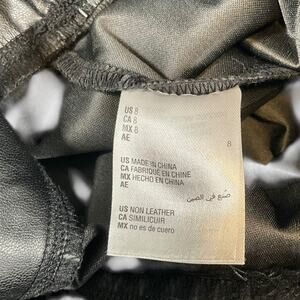 US 8
CA 8
MX 8
AE
8
US MADE IN CHINA
CA FABRIQUÉ EN CHINE
MX HECHO EN CHINA
AE
صُنع في الصين
US NON LEATHER
CA SIMILICUIR
MX no es de cuero